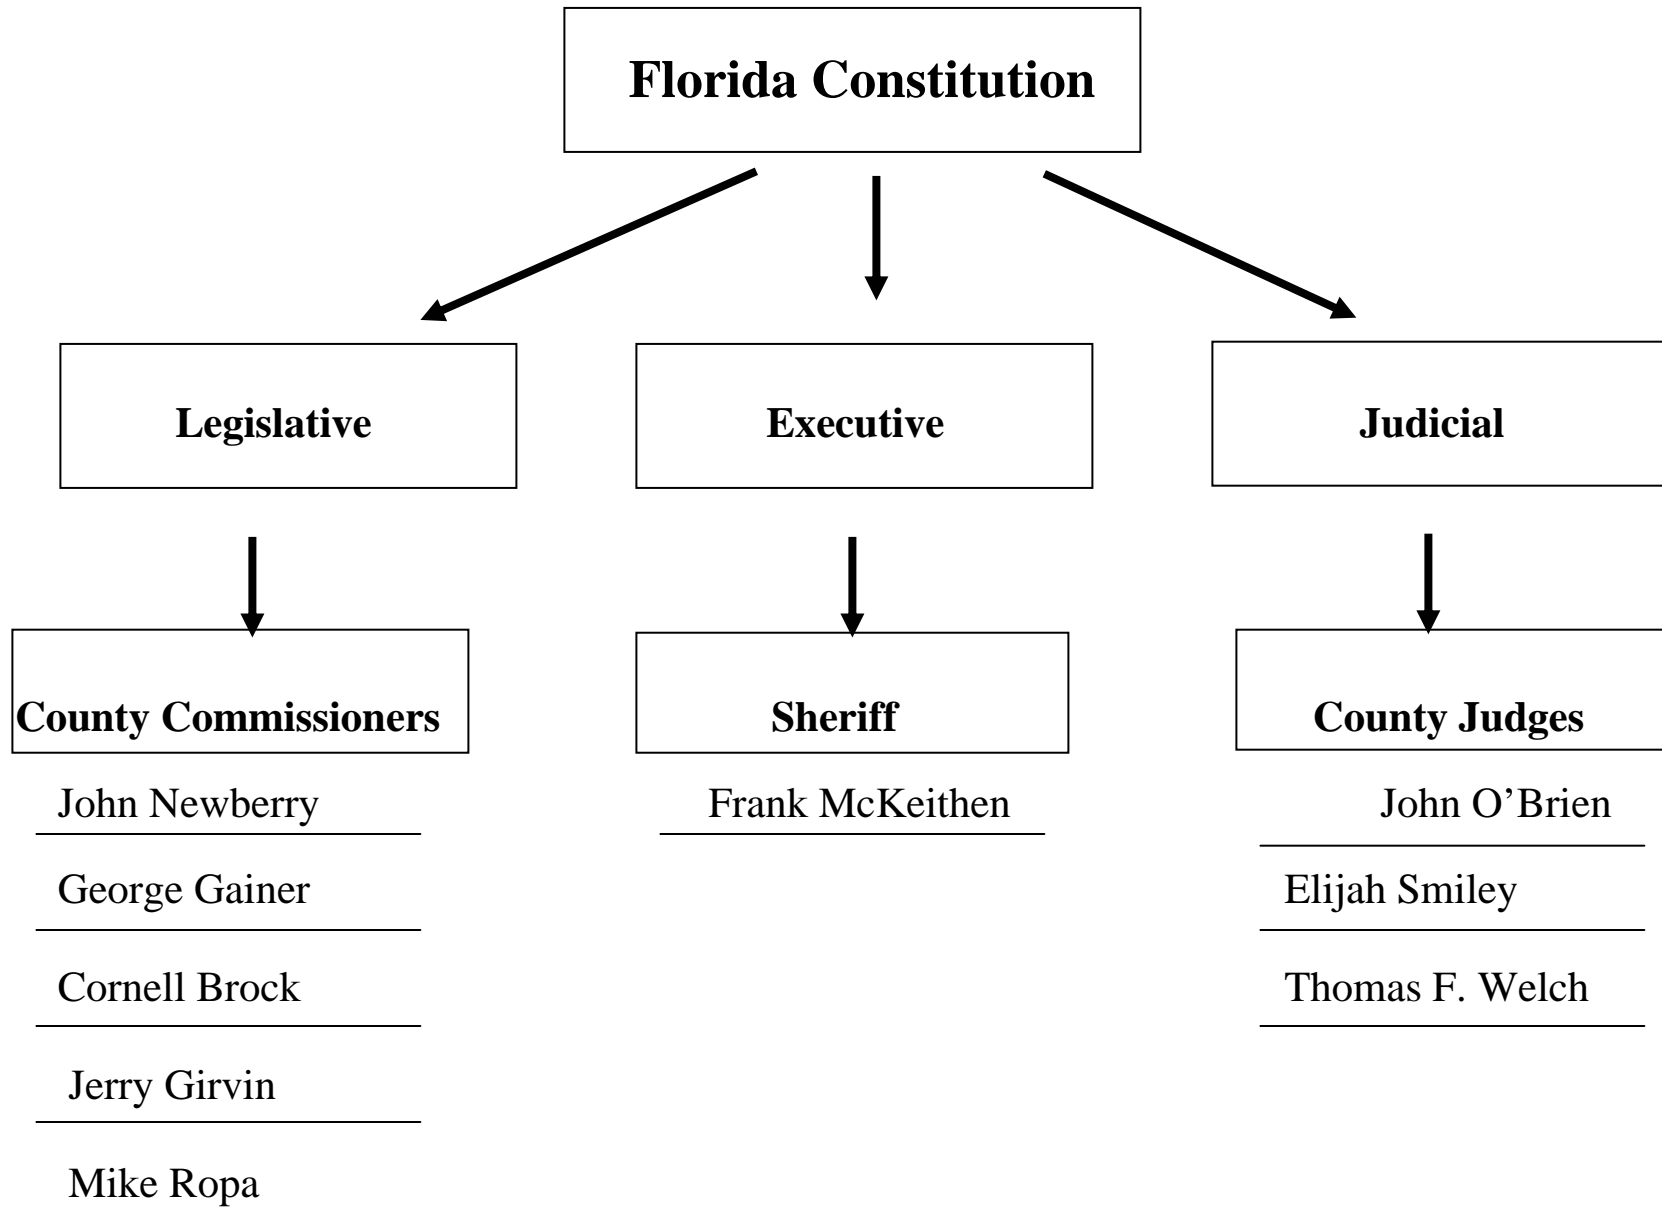 Florida Constitution
Legislative
Executive
Judicial
County Commissioners
Sheriff
County Judges
John Newberry
Frank McKeithen
John O’Brien
George Gainer
Elijah Smiley
Cornell Brock
Thomas F. Welch
Jerry Girvin
Mike Ropa